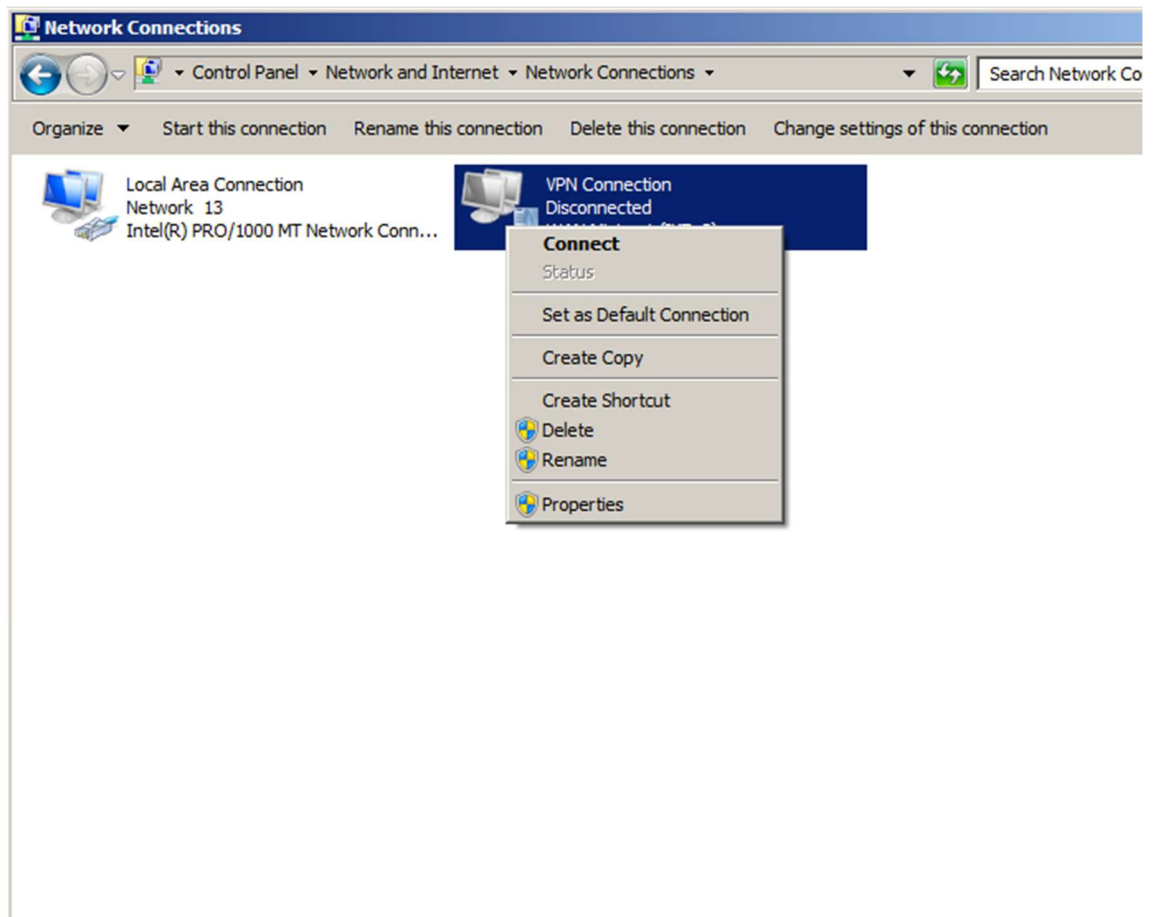 Network Connections
Control Panel Network and Internet Network Connections Search Network Co
Organize Start this connection Rename this connection Delete this connection Change settings of this connection
Local Area Connection
Network 13
Intel(R) PRO/1000 MT Network Conn...
VPN Connection
Disconnected
Connect
Status
Set as Default Connection
Create Copy
Create Shortcut
Delete
Rename
Properties